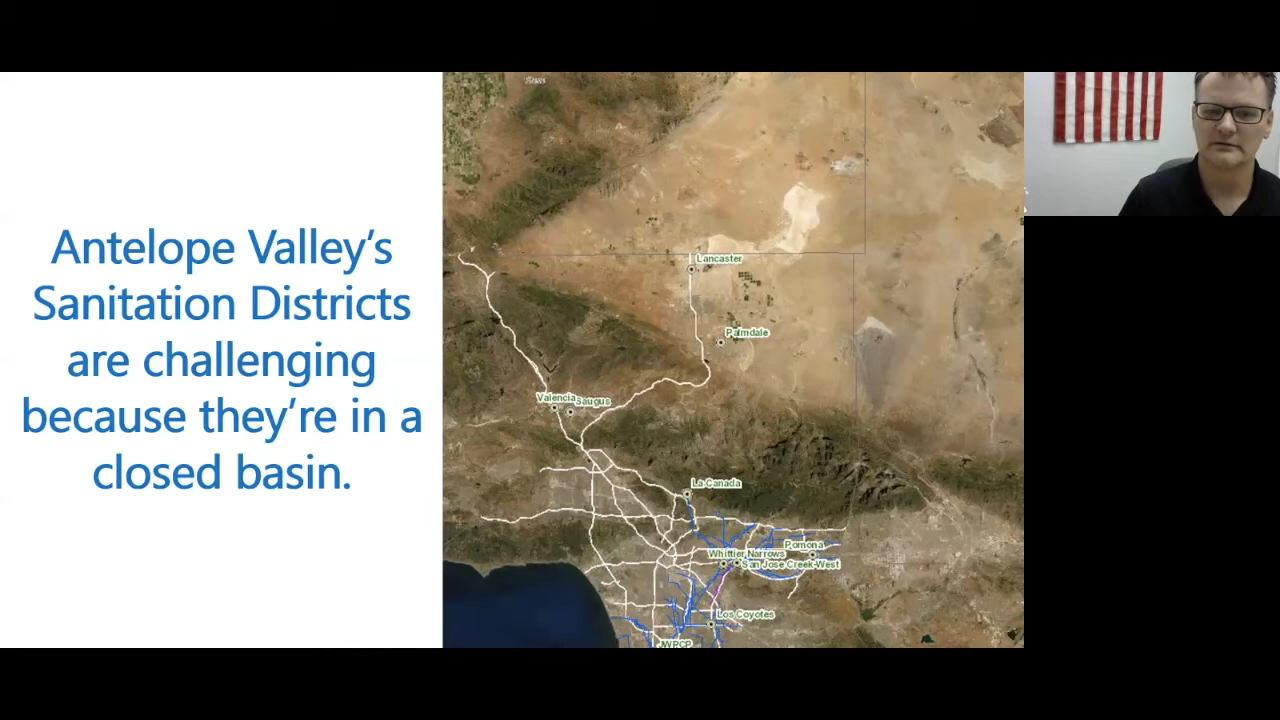 Antelope Valley's
Sanitation Districts
are challenging
because they're in a
closed basin.
Lancaster
Palmdale
Valencia
Saugus
La Canada
Pomona
Whittier Narrows
San Jose Creek-West
Los Coyotes
JWPCP